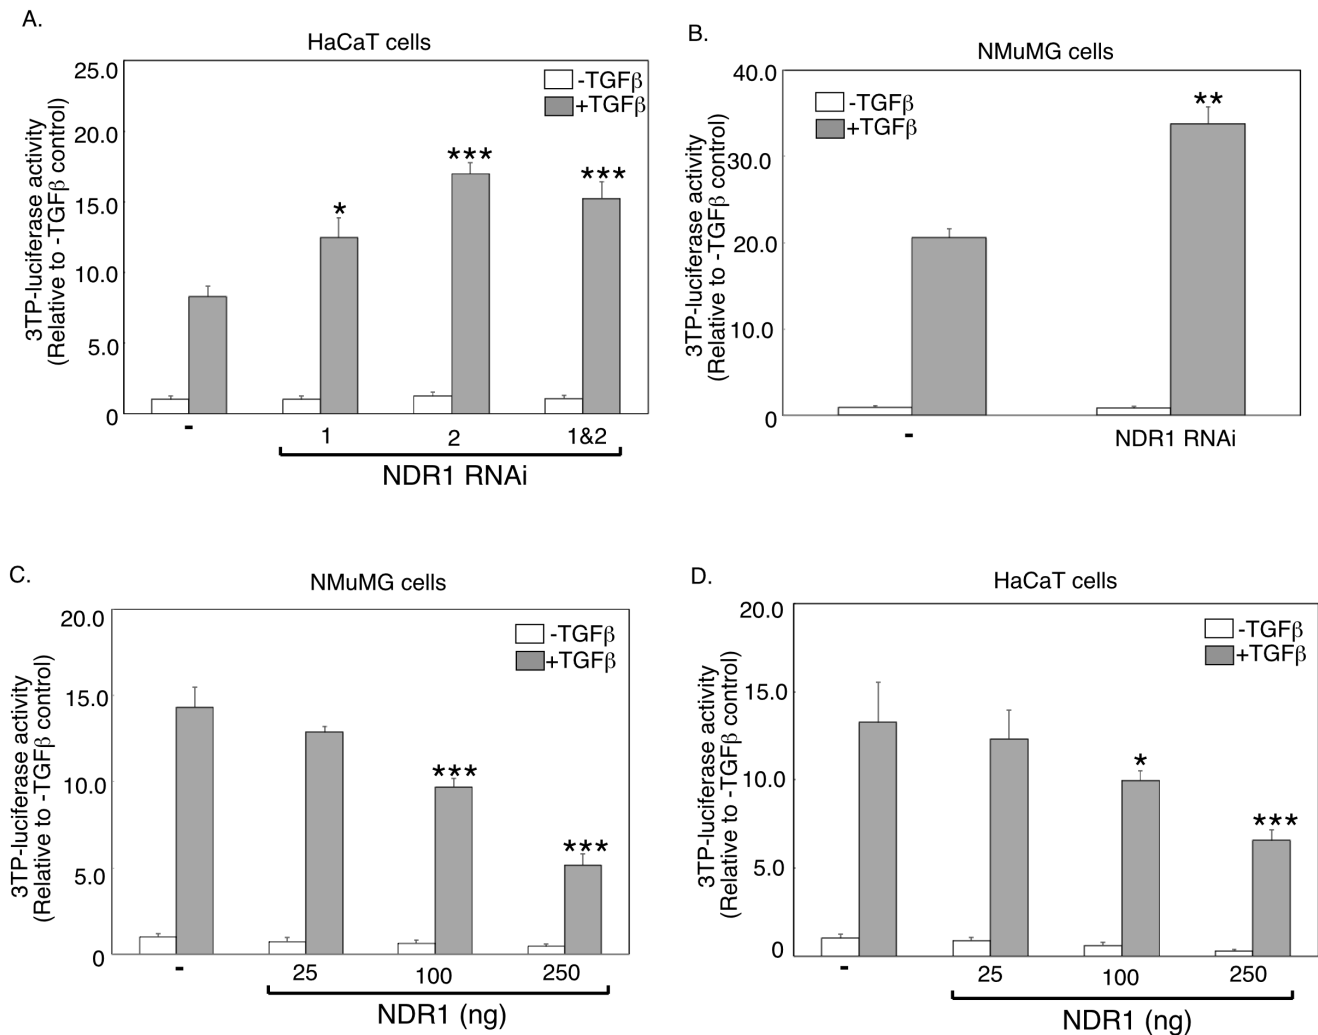 A.
HaCaT cells
3TP-luciferase activity
(Relative to -TGFβ control)
25.0
20.0
15.0
10.0
5.0
0
-TGFβ
+TGFβ
*
***
***
-
1
2
1&2
NDR1 RNAi
B.
NMuMG cells
3TP-luciferase activity
(Relative to -TGFβ control)
40.0
30.0
20.0
10.0
0
-TGFβ
+TGFβ
**
-
NDR1 RNAi
C.
NMuMG cells
3TP-luciferase activity
(Relative to -TGFβ control)
20.0
15.0
10.0
5.0
0
-TGFβ
+TGFβ
***
***
-
25
100
250
NDR1 (ng)
D.
HaCaT cells
3TP-luciferase activity
(Relative to -TGFβ control)
20.0
15.0
10.0
5.0
0
-TGFβ
+TGFβ
*
***
-
25
100
250
NDR1 (ng)